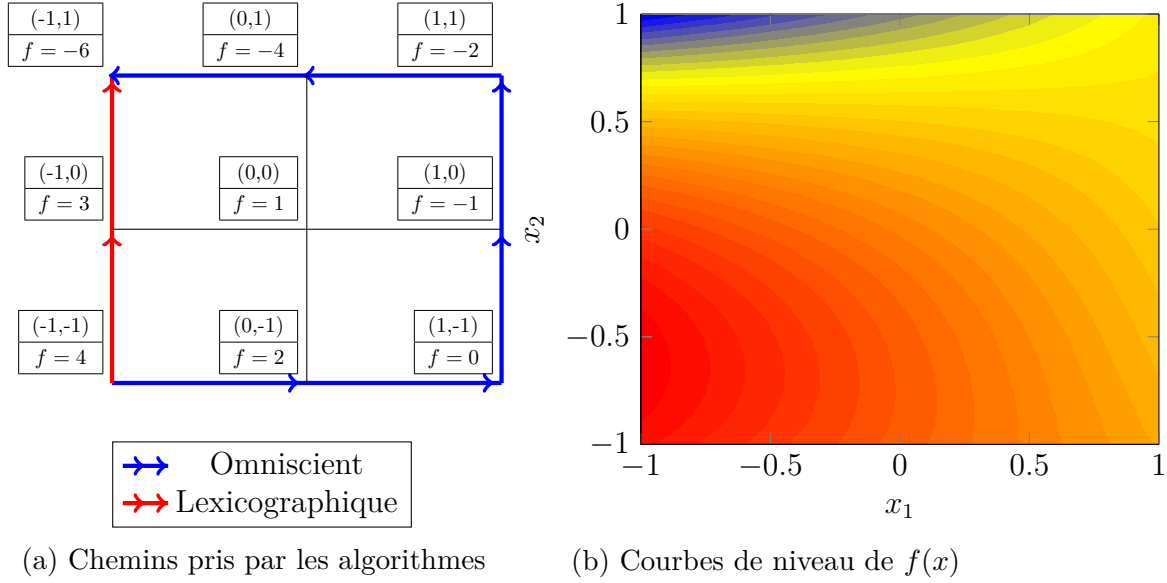 (-1,1)
f = −6
(0,1)
f = −4
(1,1)
f = −2
(-1,0)
f = 3
(0,0)
f = 1
(1,0)
f = −1
(-1,-1)
f = 4
(0,-1)
f = 2
(1,-1)
f = 0
Omniscient
Lexicographique
(a) Chemins pris par les algorithmes
1
0.5
0
−0.5
−1
x₂
−1
−0.5
0
0.5
1
x₁
(b) Courbes de niveau de f(x)